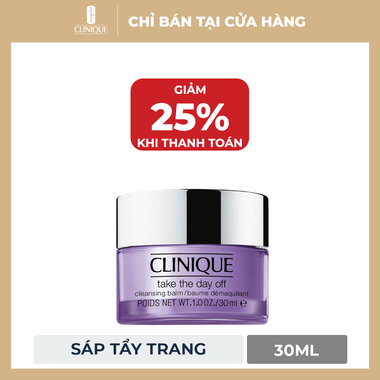 CLINIQUE
CHỈ BÁN TẠI CỬA HÀNG
GIẢM
25%
KHI THANH TOÁN
CLINIQUE
take the day off
cleansing balm/baume démaquillant
POIDS NET WT.1.0 OZ./30 ml e
SÁP TẨY TRANG
30ML